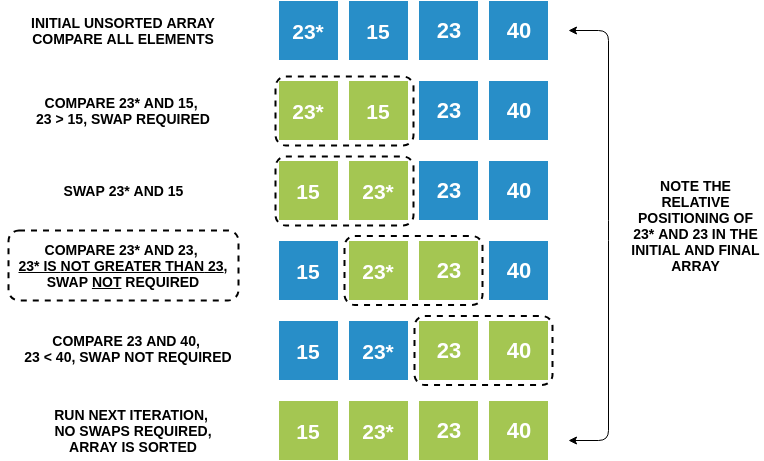 INITIAL UNSORTED ARRAY
COMPARE ALL ELEMENTS
23* 15 23 40
COMPARE 23* AND 15,
23 > 15, SWAP REQUIRED
23* 15 23 40
SWAP 23* AND 15
15 23* 23 40
COMPARE 23* AND 23,
23* IS NOT GREATER THAN 23,
SWAP NOT REQUIRED
15 23* 23 40
COMPARE 23 AND 40,
23 < 40, SWAP NOT REQUIRED
15 23* 23 40
RUN NEXT ITERATION,
NO SWAPS REQUIRED,
ARRAY IS SORTED
15 23* 23 40
NOTE THE
RELATIVE
POSITIONING OF
23* AND 23 IN THE
INITIAL AND FINAL
ARRAY